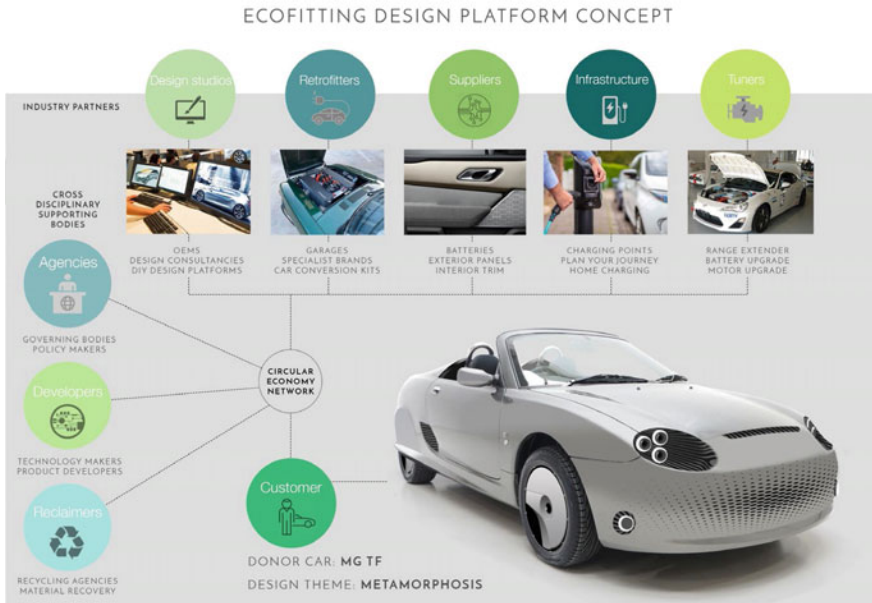 ECOFITTING DESIGN PLATFORM CONCEPT
INDUSTRY PARTNERS
Design studios
Retrofitters
Suppliers
Infrastructure
Tuners
OEMS
DESIGN CONSULTANCIES
DIY DESIGN PLATFORMS
GARAGES
SPECIALIST BRANDS
CAR CONVERSION KITS
BATTERIES
EXTERIOR PANELS
INTERIOR TRIM
CHARGING POINTS
PLAN YOUR JOURNEY
HOME CHARGING
RANGE EXTENDER
BATTERY UPGRADE
MOTOR UPGRADE
CROSS
DISCIPLINARY
SUPPORTING
BODIES
Agencies
GOVERNING BODIES
POLICY MAKERS
Developers
TECHNOLOGY MAKERS
PRODUCT DEVELOPERS
Reclaimers
RECYCLING AGENCIES
MATERIAL RECOVERY
CIRCULAR
ECONOMY
NETWORK
Customer
DONOR CAR: MG TF
DESIGN THEME: METAMORPHOSIS